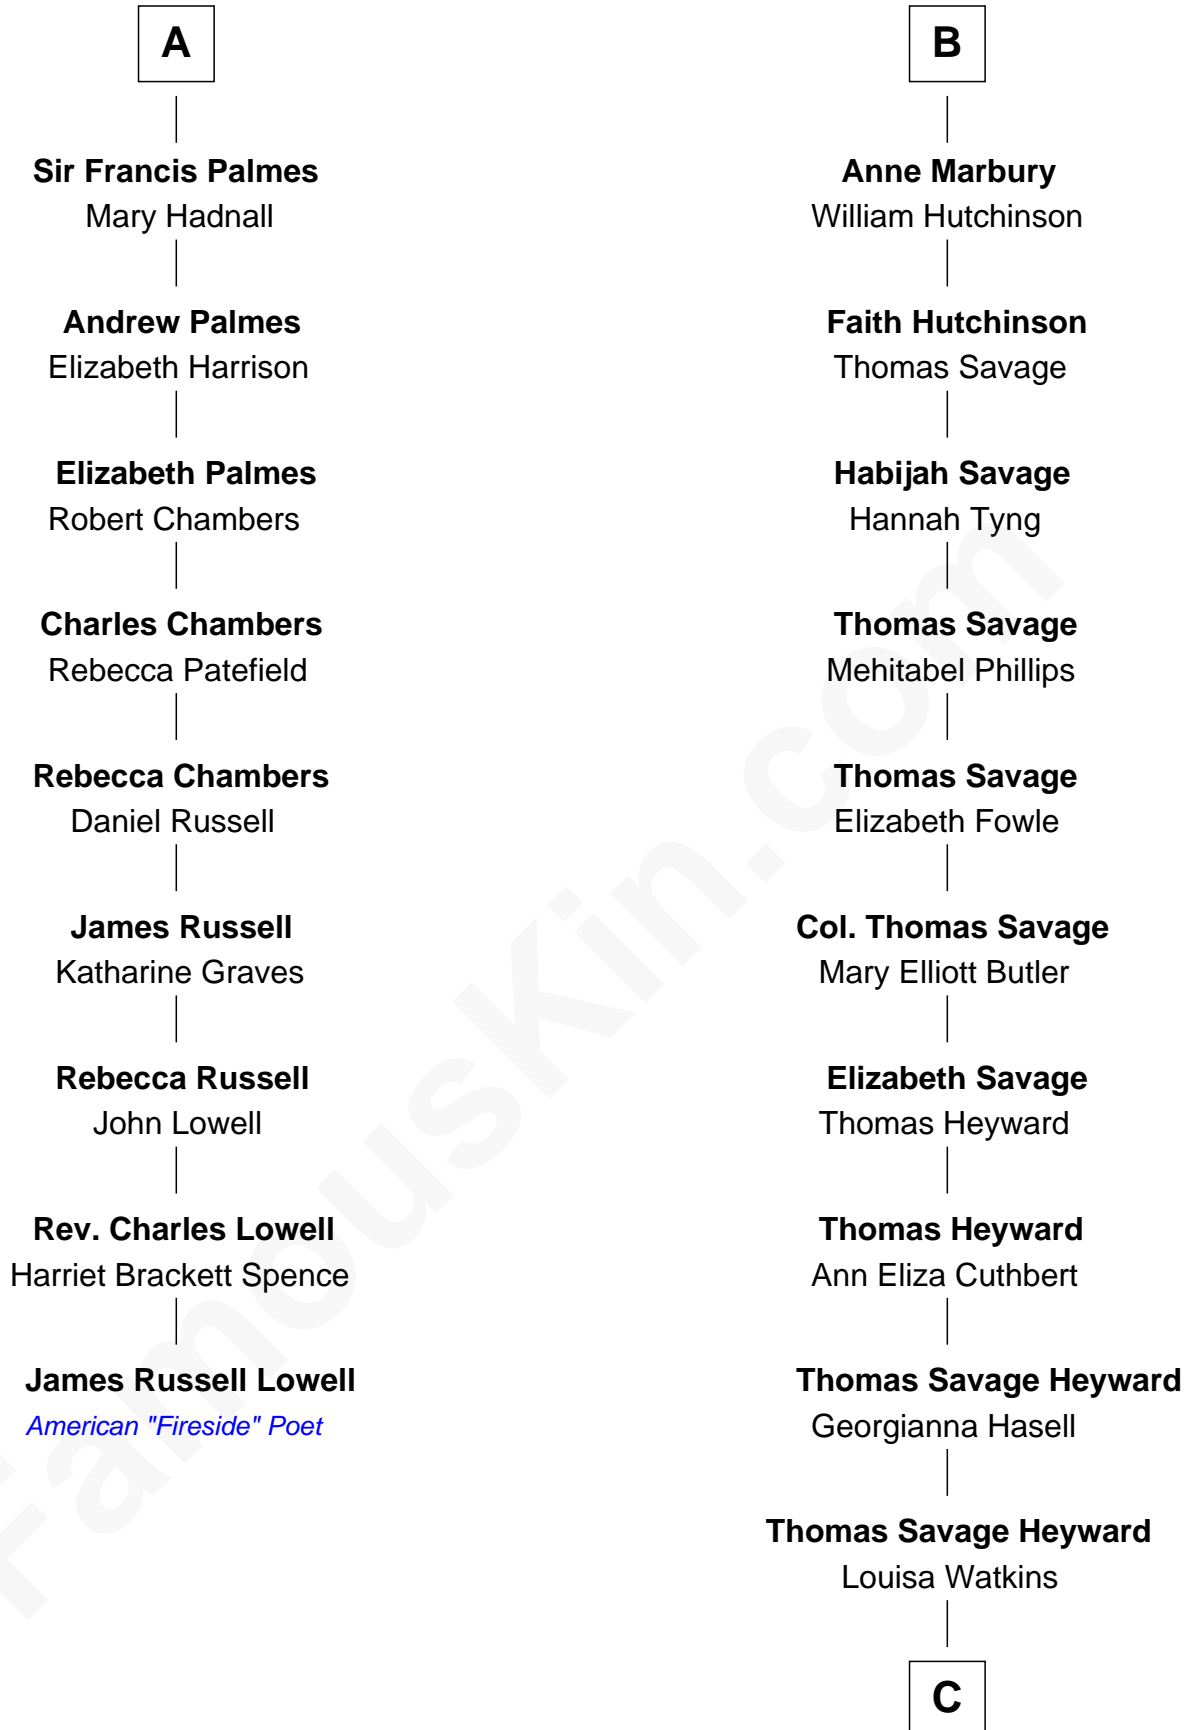 A
Sir Francis Palmes
Mary Hadnall
Andrew Palmes
Elizabeth Harrison
Elizabeth Palmes
Robert Chambers
Charles Chambers
Rebecca Patefield
Rebecca Chambers
Daniel Russell
James Russell
Katharine Graves
Rebecca Russell
John Lowell
Rev. Charles Lowell
Harriet Brackett Spence
James Russell Lowell
American "Fireside" Poet
B
Anne Marbury
William Hutchinson
Faith Hutchinson
Thomas Savage
Habijah Savage
Hannah Tyng
Thomas Savage
Mehitabel Phillips
Thomas Savage
Elizabeth Fowle
Col. Thomas Savage
Mary Elliott Butler
Elizabeth Savage
Thomas Heyward
Thomas Heyward
Ann Eliza Cuthbert
Thomas Savage Heyward
Georgianna Hasell
Thomas Savage Heyward
Louisa Watkins
C
FamousKin.com